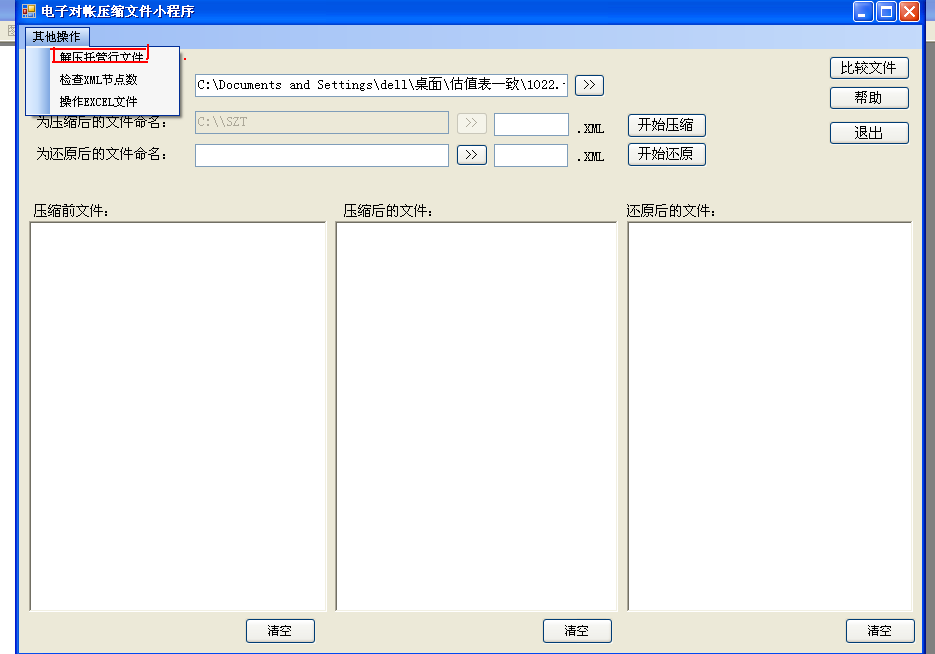 电子对帐压缩文件小程序
其他操作
解压托管行文件
检查XML节点数
操作EXCEL文件
C:\Documents and Settings\dell\桌面\估值表一致\1022. >>
比较文件
帮助
为压缩后的文件命名: C:\\SZT >> .XML 开始压缩
退出
为还原后的文件命名: >> .XML 开始还原
压缩前文件: 压缩后的文件: 还原后的文件:
清空 清空 清空